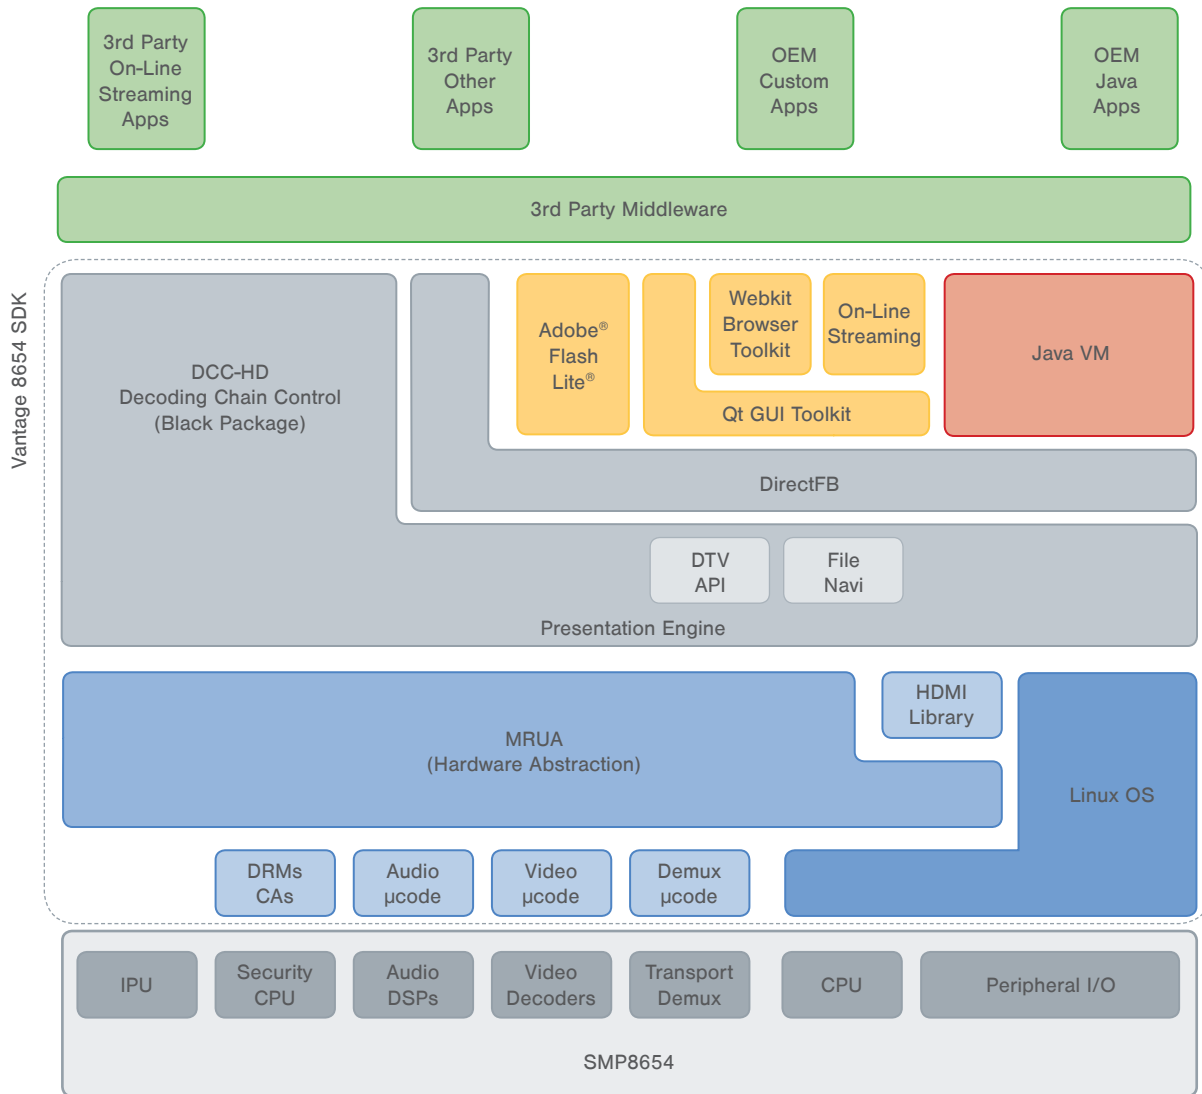 3rd Party
On-Line
Streaming
Apps
3rd Party
Other
Apps
OEM
Custom
Apps
OEM
Java
Apps
3rd Party Middleware
Vantage 8654 SDK
DCC-HD
Decoding Chain Control
(Black Package)
Adobe®
Flash
Lite®
Webkit
Browser
Toolkit
On-Line
Streaming
Qt GUI Toolkit
Java VM
DirectFB
DTV
API
File
Navi
Presentation Engine
MRUA
(Hardware Abstraction)
HDMI
Library
Linux OS
DRMs
CAs
Audio
µcode
Video
µcode
Demux
µcode
IPU
Security
CPU
Audio
DSPs
Video
Decoders
Transport
Demux
CPU
Peripheral I/O
SMP8654